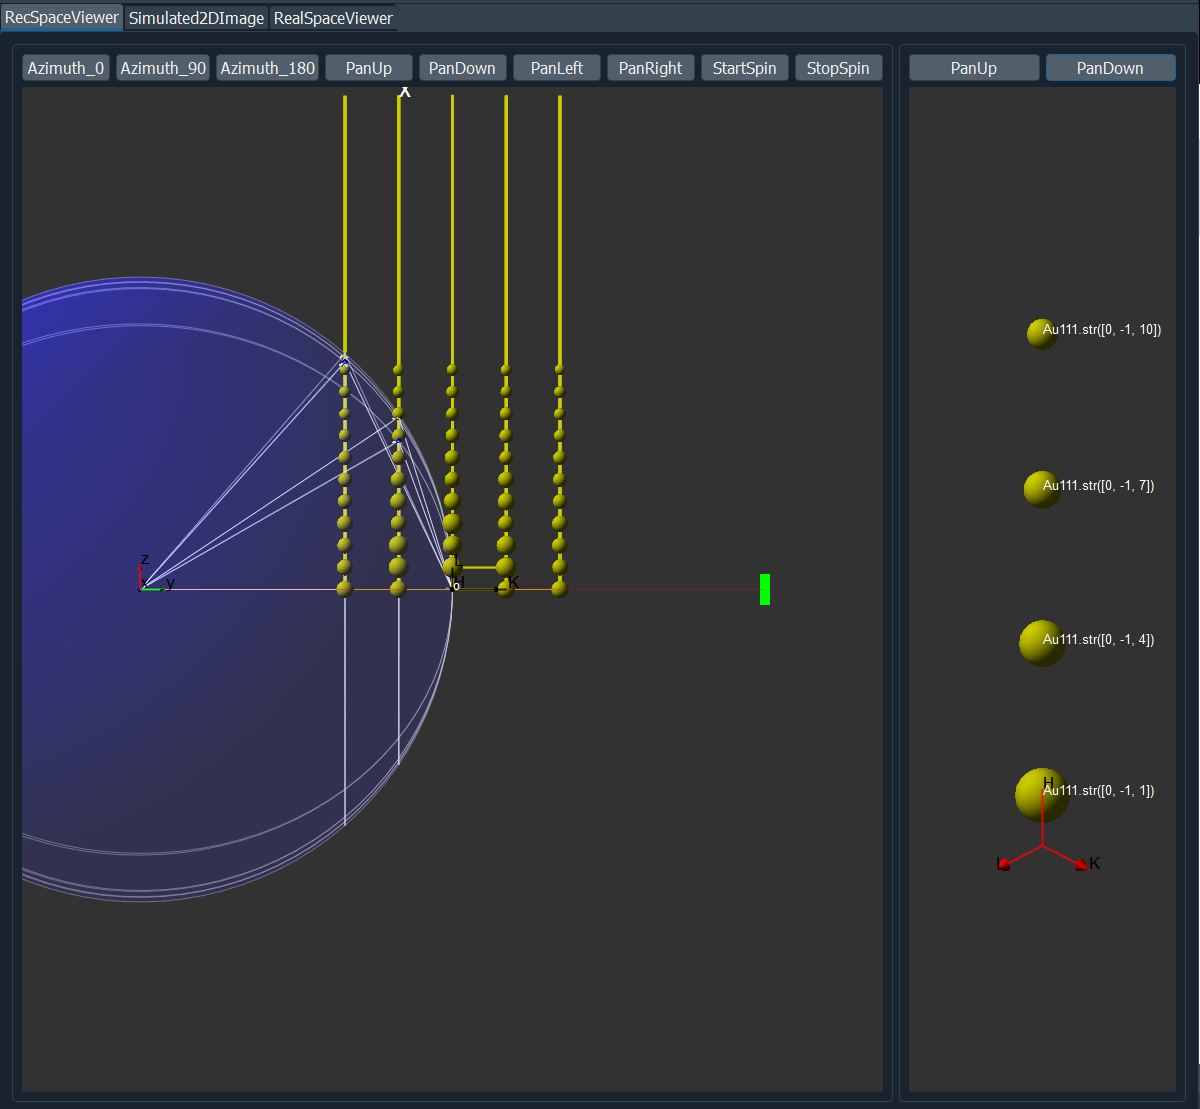 RecSpaceViewer Simulated2DImage RealSpaceViewer
Azimuth_0 Azimuth_90 Azimuth_180 PanUp PanDown PanLeft PanRight StartSpin StopSpin PanUp PanDown
X
Au111.str([0, -1, 10])
Au111.str([0, -1, 7])
z
L
x y
H K
o
Au111.str([0, -1, 4])
H
Au111.str([0, -1, 1])
L K